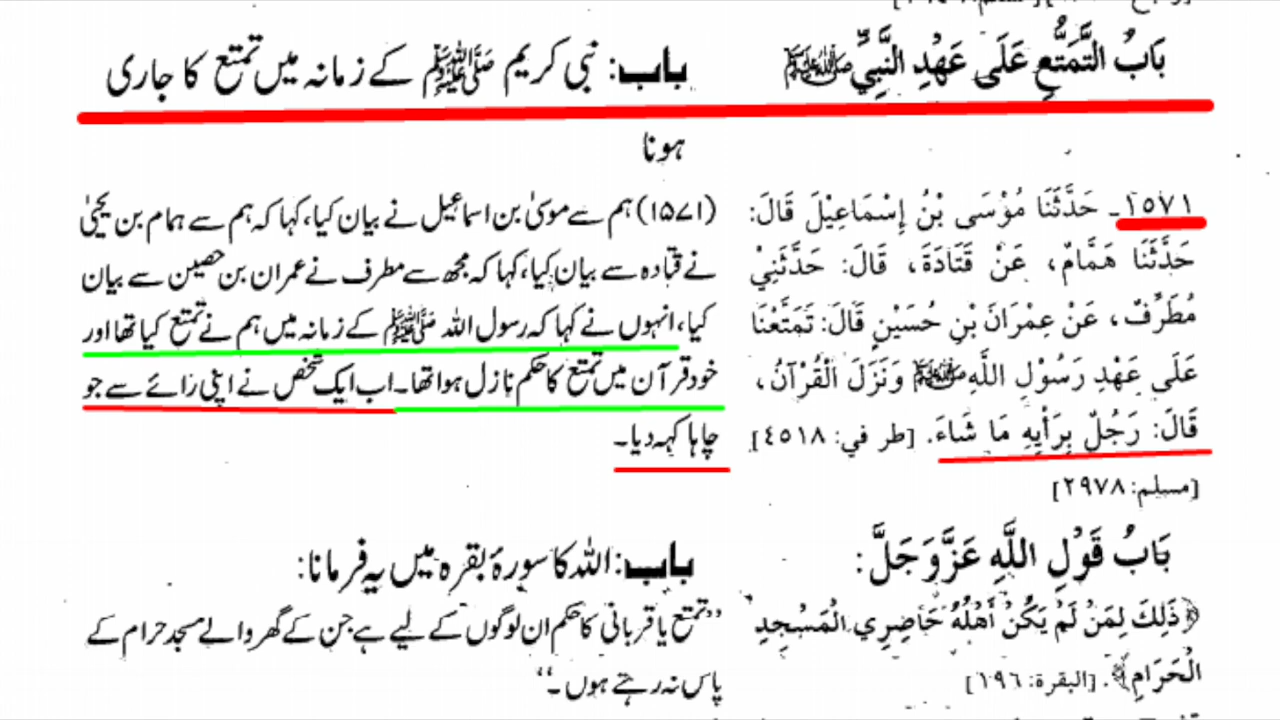 بَابُ التَّمَتُّعِ عَلَى عَهْدِ النَّبِيِّ ﷺ
١٥٧١۔ حَدَّثَنَا مُوْسَى بْنُ إِسْمَاعِيْلَ قَالَ:
حَدَّثَنَا هَمَّامٌ، عَنْ قَتَادَةَ، قَالَ: حَدَّثَنِيْ
مُطَرِّفٌ، عَنْ عِمْرَانَ بْنِ حُسَيْنٍ قَالَ: تَمَتَّعْنَا
عَلَى عَهْدِ رَسُوْلِ اللَّهِ ﷺ وَنَزَلَ الْقُرْآنُ،
قَالَ: رَجُلٌ بِرَأْيِهِ مَا شَاءَ. [طر في: ٤٥١٨]
[مسلم: ٢٩٧٨]
بَابُ قَوْلِ اللَّهِ عَزَّوَجَلَّ:
﴿ذَلِكَ لِمَنْ لَمْ يَكُنْ أَهْلُهُ حَاضِرِي الْمَسْجِدِ
الْحَرَامِ﴾. [البقرة: ١٩٦]
باب: نبی کریم ﷺ کے زمانہ میں تمتع کا جاری
ہونا
(۱۵۷۱) ہم سے موسیٰ بن اسماعیل نے بیان کیا، کہا کہ ہم سے ہمام بن یحییٰ
نے قتادہ سے بیان کیا، کہا کہ مجھ سے مطرف نے عمران بن حصین سے بیان
کیا، انہوں نے کہا کہ رسول اللہ ﷺ کے زمانہ میں ہم نے تمتع کیا تھا اور
خود قرآن میں تمتع کا حکم نازل ہوا تھا۔ اب ایک شخص نے اپنی رائے سے جو
چاہا کہہ دیا۔
باب: اللہ کا سورۂ بقرہ میں یہ فرمانا:
”تمتع یا قربانی کا حکم ان لوگوں کے لیے ہے جن کے گھر والے مسجد حرام کے
پاس نہ رہتے ہوں۔“